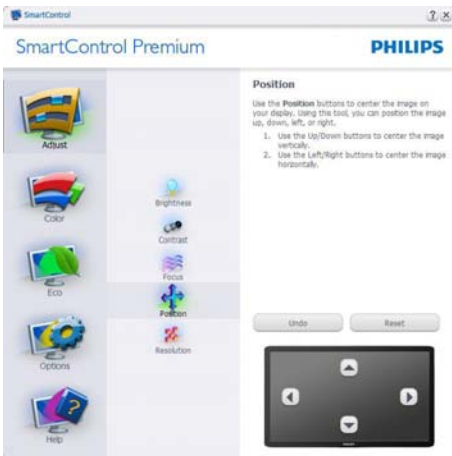 SmartControl
SmartControl Premium
PHILIPS
Adjust
Color
Eco
Options
Help
Brightness
Contrast
Focus
Position
Resolution
Position
Use the Position buttons to center the image on
your display. Using this tool, you can position the image
up, down, left, or right.
1. Use the Up/Down buttons to center the image
vertically.
2. Use the Left/Right buttons to center the image
horizontally.
Undo
Reset